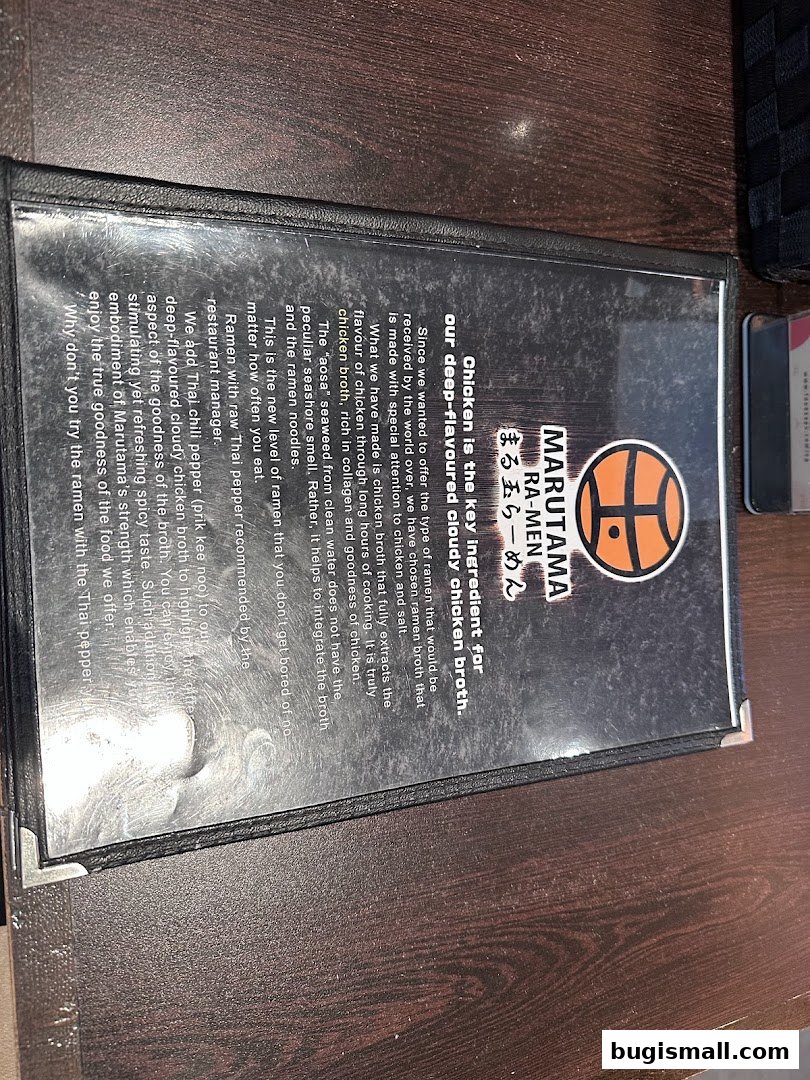 玉
MARUTAMA
RA-MEN
まる玉らーめん
Chicken is the key ingredient for
our deep-flavoured cloudy chicken broth.
Since we wanted to offer the type of ramen that would be
received by the world over, we have chosen ramen broth that
is made with special attention to chicken and salt.
What we have made is chicken broth that fully extracts the
flavour of chicken through long hours of cooking. It is truly
chicken broth, rich in collagen and goodness of chicken.
The "aosa" seaweed from clean water does not have the
peculiar seashore smell. Rather, it helps to integrate the broth
and the ramen noodles.
This is the new level of ramen that you don't get bored of no
matter how often you eat.
Ramen with raw Thai pepper recommended by the
restaurant manager.
We add Thai chili pepper (prik kee noo) to our
deep-flavoured cloudy chicken broth to highlight
aspect of the goodness of the broth. You can enjoy
stimulating yet refreshing spicy taste. Such addition
embodiment of Marutama's strength which enables
enjoy the true goodness of the food we offer.
Why don't you try the ramen with the Thai pepper
bugismall.com